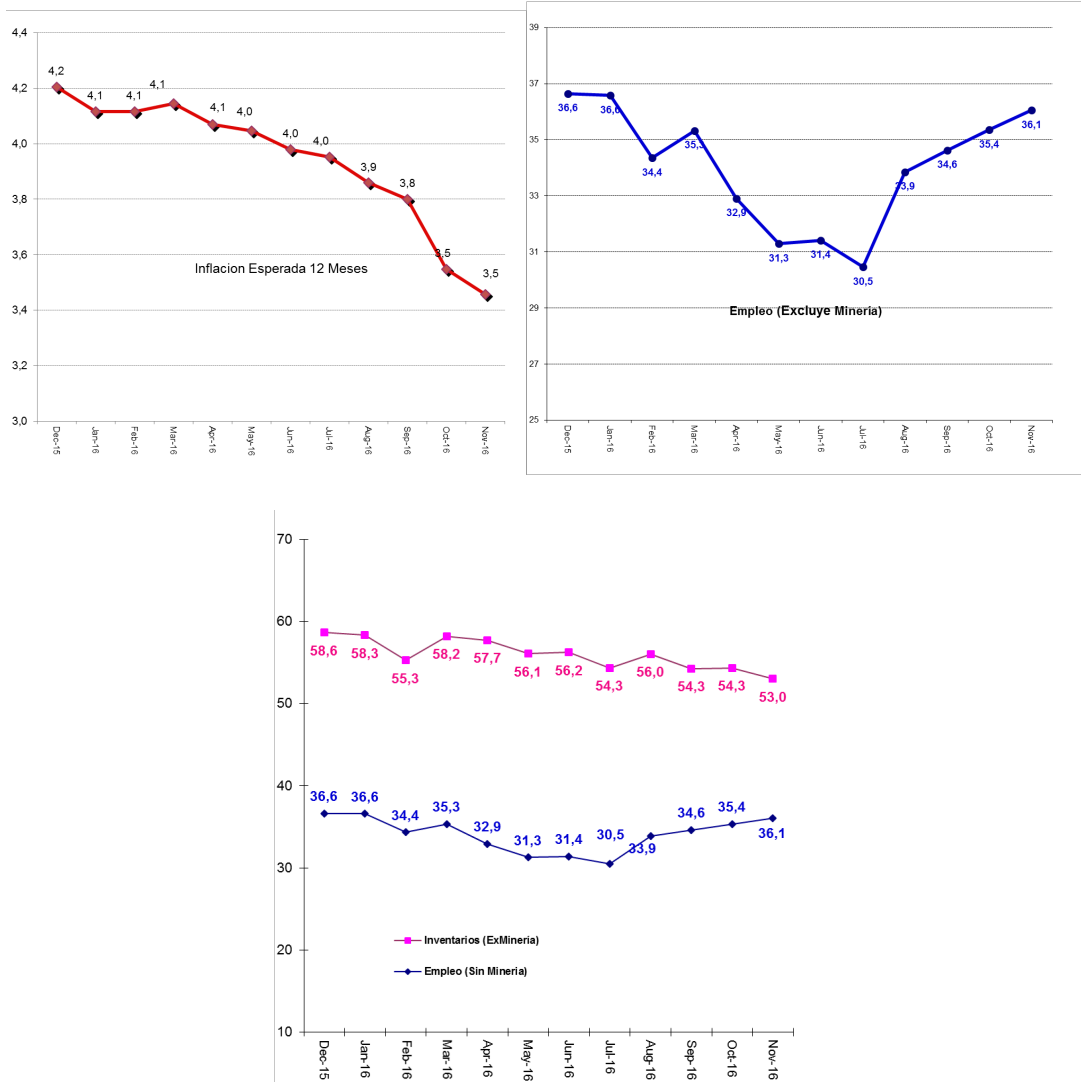 4,4
4,2
4,0
3,8
3,6
3,4
3,2
3,0
4,2
4,1
4,1
4,1
4,1
4,0
4,0
4,0
3,9
3,8
3,5
3,5
Inflacion Esperada 12 Meses
Dec-15
Jan-16
Feb-16
Mar-16
Apr-16
May-16
Jun-16
Jul-16
Aug-16
Sep-16
Oct-16
Nov-16
39
37
35
33
31
29
27
25
36,6
36,6
34,4
35,3
32,9
31,3
31,4
30,5
33,9
34,6
35,4
36,1
Empleo (Excluye Mineria)
Dec-15
Jan-16
Feb-16
Mar-16
Apr-16
May-16
Jun-16
Jul-16
Aug-16
Sep-16
Oct-16
Nov-16
70
60
50
40
30
20
10
58,6
58,3
55,3
58,2
57,7
56,1
56,2
54,3
56,0
54,3
54,3
53,0
36,6
36,6
34,4
35,3
32,9
31,3
31,4
30,5
33,9
34,6
35,4
36,1
Inventarios (ExMineria)
Empleo (Sin Mineria)
Dec-15
Jan-16
Feb-16
Mar-16
Apr-16
May-16
Jun-16
Jul-16
Aug-16
Sep-16
Oct-16
Nov-16